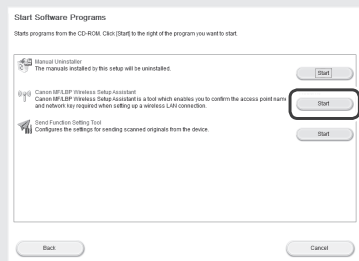 Start Software Programs
Starts programs from the CD-ROM. Click [Start] to the right of the program you want to start.
Manual Uninstaller
The manuals installed by this setup will be uninstalled.
Start
Canon MF/LBP Wireless Setup Assistant
Canon MF/LBP Wireless Setup Assistant is a tool which enables you to confirm the access point name
and network key required when setting up a wireless LAN connection.
Start
Send Function Setting Tool
Configures the settings for sending scanned originals from the device.
Start
Back
Cancel